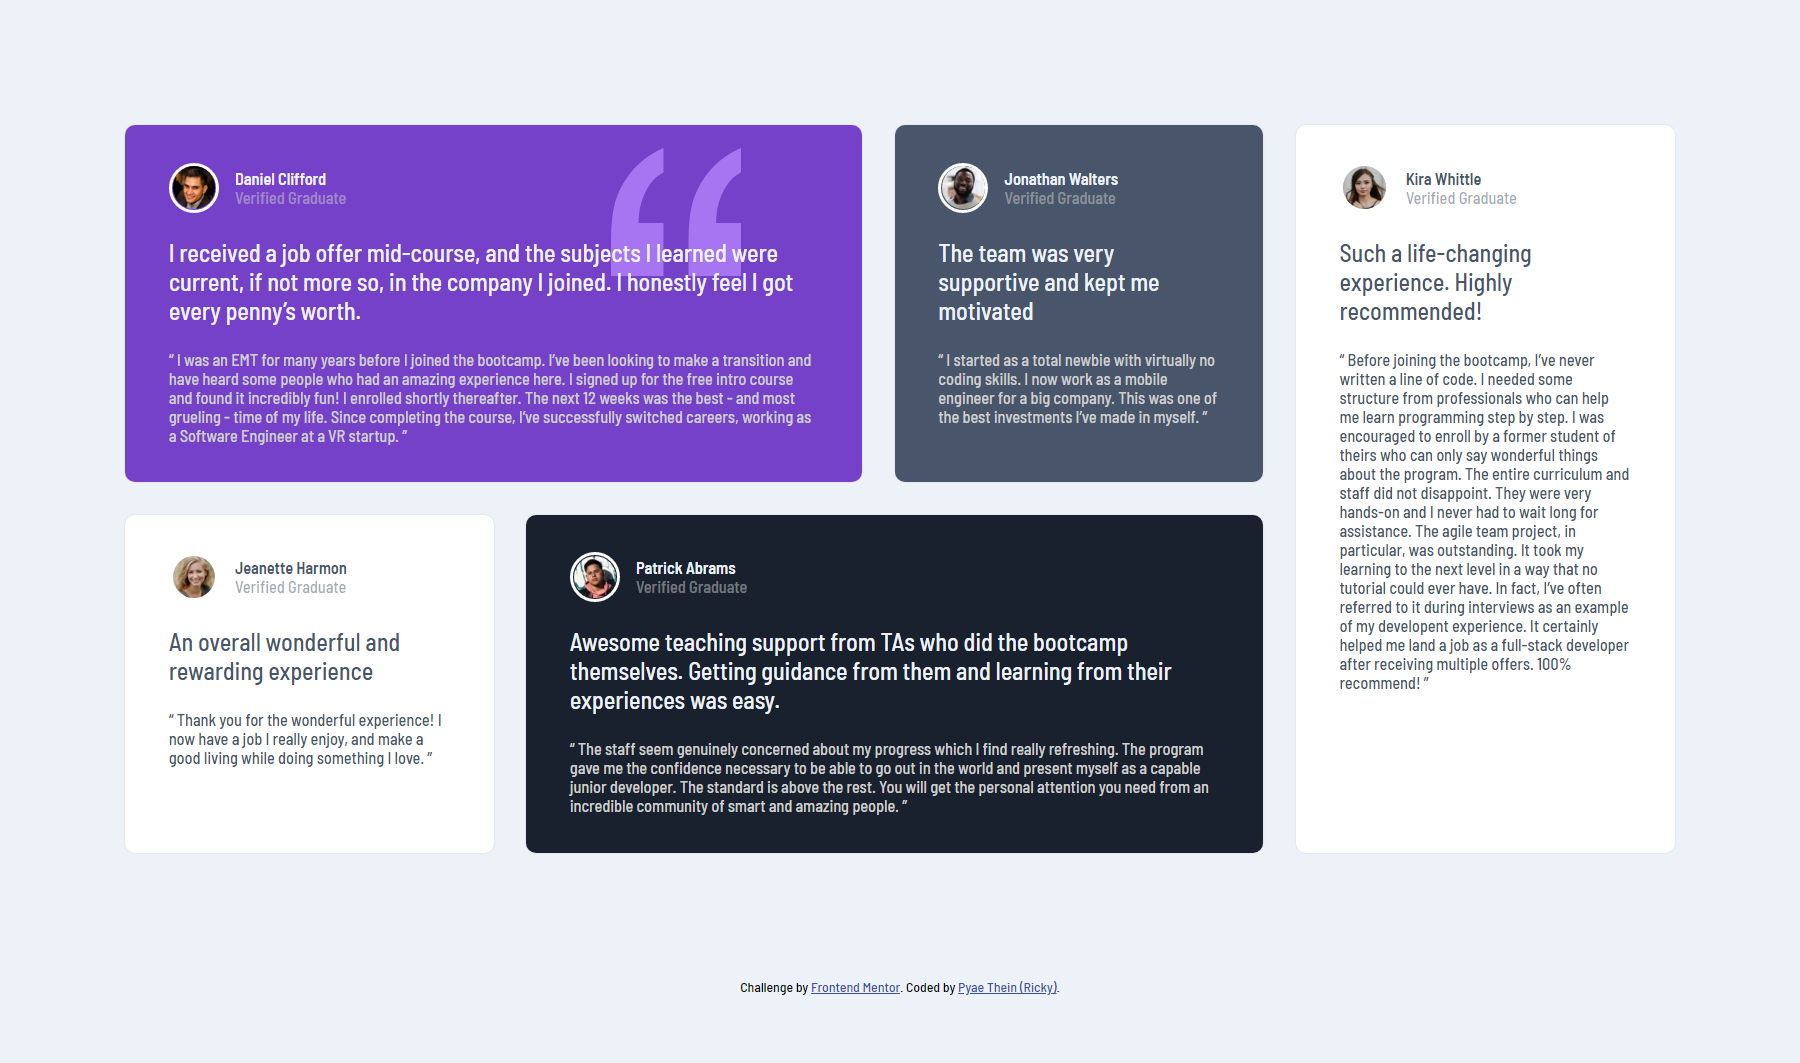 Daniel Clifford
Verified Graduate
I received a job offer mid-course, and the subjects I learned were
current, if not more so, in the company I joined. I honestly feel I got
every penny’s worth.
“ I was an EMT for many years before I joined the bootcamp. I’ve been looking to make a transition and
have heard some people who had an amazing experience here. I signed up for the free intro course
and found it incredibly fun! I enrolled shortly thereafter. The next 12 weeks was the best - and most
grueling - time of my life. Since completing the course, I’ve successfully switched careers, working as
a Software Engineer at a VR startup. ”
Jonathan Walters
Verified Graduate
The team was very
supportive and kept me
motivated
“ I started as a total newbie with virtually no
coding skills. I now work as a mobile
engineer for a big company. This was one of
the best investments I’ve made in myself. ”
Kira Whittle
Verified Graduate
Such a life-changing
experience. Highly
recommended!
“ Before joining the bootcamp, I’ve never
written a line of code. I needed some
structure from professionals who can help
me learn programming step by step. I was
encouraged to enroll by a former student of
theirs who can only say wonderful things
about the program. The entire curriculum and
staff did not disappoint. They were very
hands-on and I never had to wait long for
assistance. The agile team project, in
particular, was outstanding. It took my
learning to the next level in a way that no
tutorial could ever have. In fact, I’ve often
referred to it during interviews as an example
of my developent experience. It certainly
helped me land a job as a full-stack developer
after receiving multiple offers. 100%
recommend! ”
Jeanette Harmon
Verified Graduate
An overall wonderful and
rewarding experience
“ Thank you for the wonderful experience! I
now have a job I really enjoy, and make a
good living while doing something I love. ”
Patrick Abrams
Verified Graduate
Awesome teaching support from TAs who did the bootcamp
themselves. Getting guidance from them and learning from their
experiences was easy.
“ The staff seem genuinely concerned about my progress which I find really refreshing. The program
gave me the confidence necessary to be able to go out in the world and present myself as a capable
junior developer. The standard is above the rest. You will get the personal attention you need from an
incredible community of smart and amazing people. ”
Challenge by Frontend Mentor. Coded by Pyae Thein (Ricky).